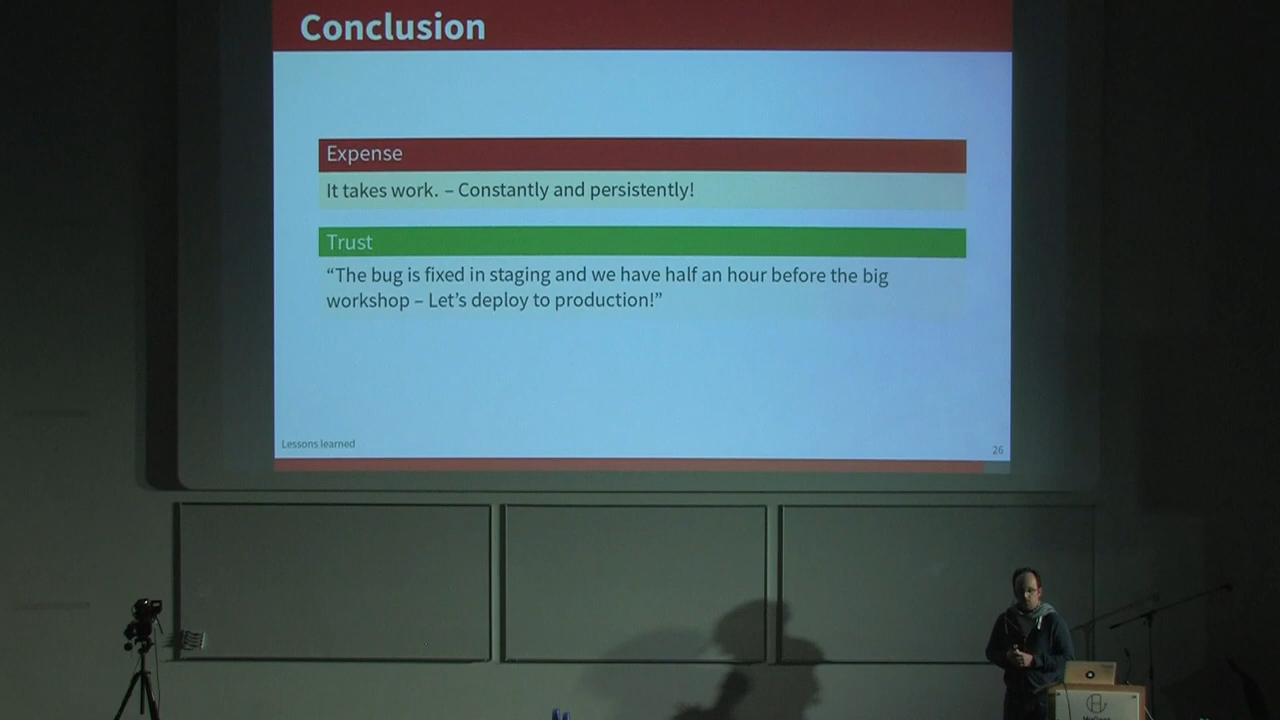 Conclusion
Expense
It takes work. – Constantly and persistently!
Trust
“The bug is fixed in staging and we have half an hour before the big
workshop – Let’s deploy to production!”
Lessons learned
26